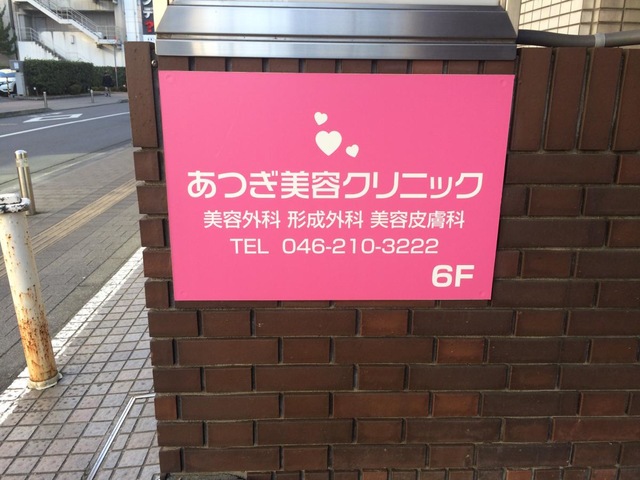 あつぎ美容クリニック
美容外科 形成外科 美容皮膚科
TEL 046-210-3222
6F